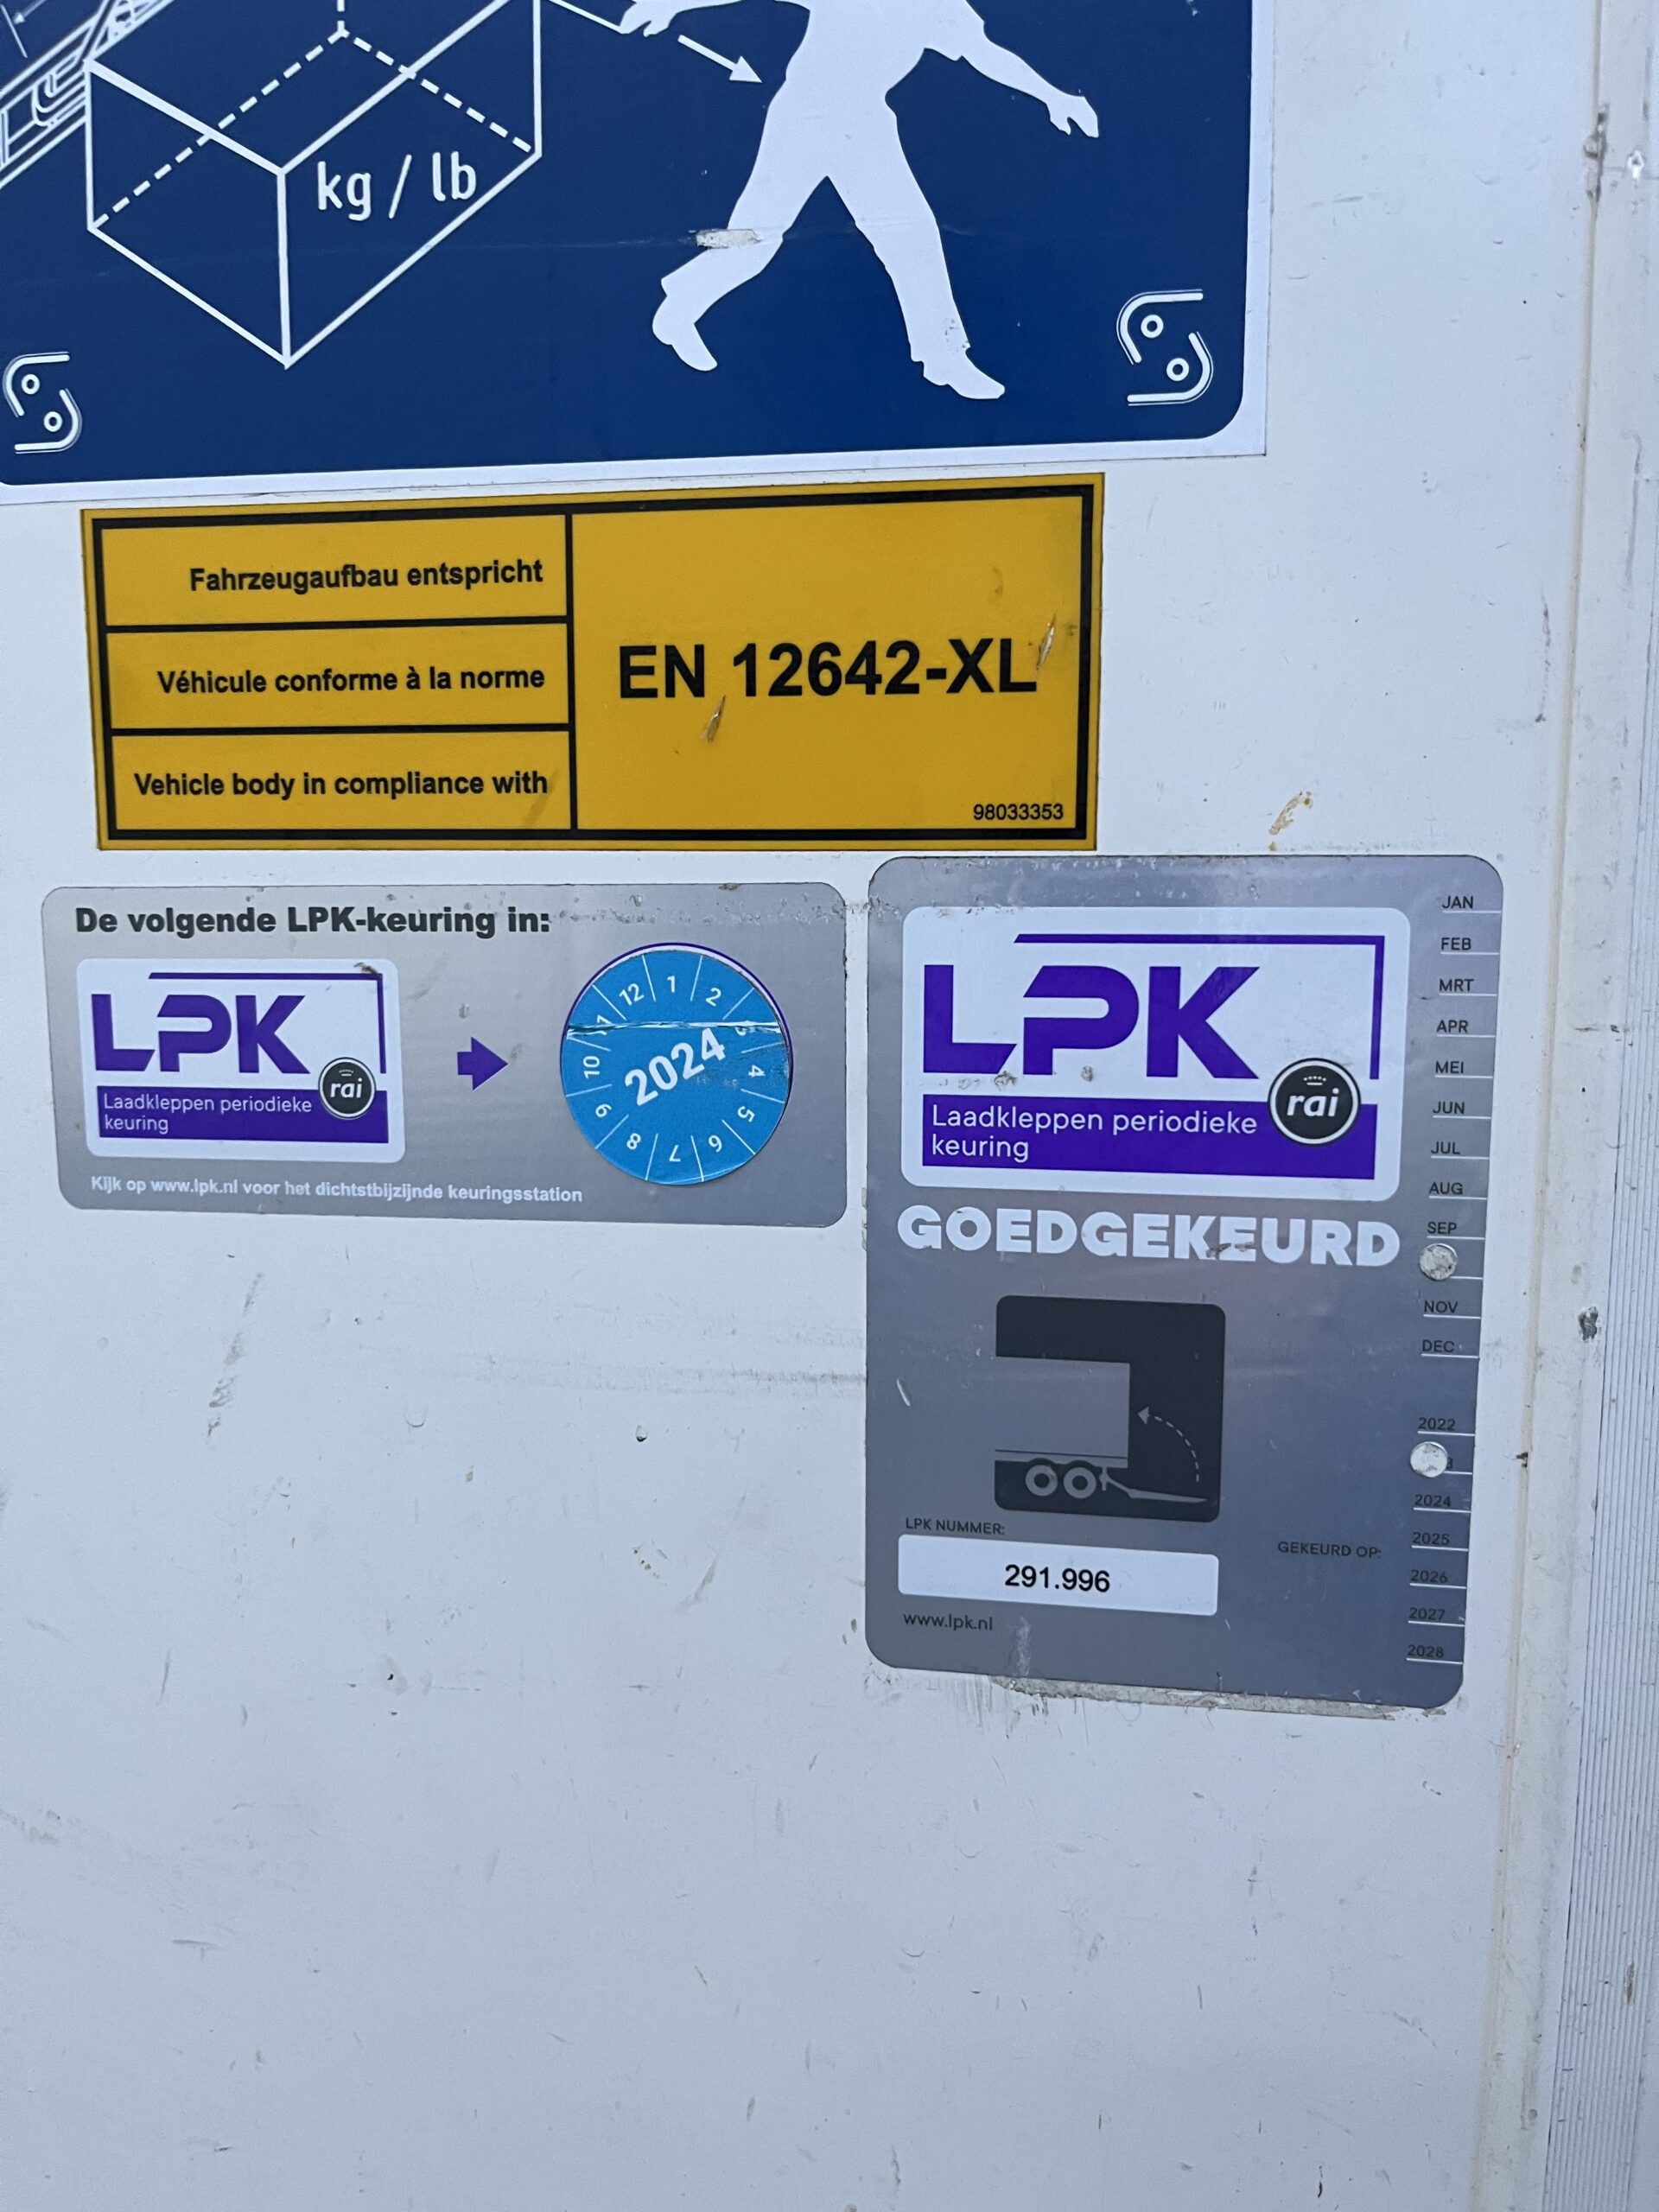 kg / lb
Fahrzeugaufbau entspricht
Véhicule conforme à la norme
Vehicle body in compliance with
EN 12642-XL
98033353
De volgende LPK-keuring in:
LPK
rai
Laadkleppen periodieke
keuring
Kijk op www.lpk.nl voor het dichtstbijzijnde keuringsstation
12 1 2 3 4 5 6 7 8 9 10 11
2024
LPK
rai
Laadkleppen periodieke
keuring
GOEDGEKEURD
LPK NUMMER:
291.996
www.lpk.nl
GEKEURD OP:
JAN
FEB
MRT
APR
MEI
JUN
JUL
AUG
SEP
NOV
DEC
2022
2024
2025
2026
2027
2028